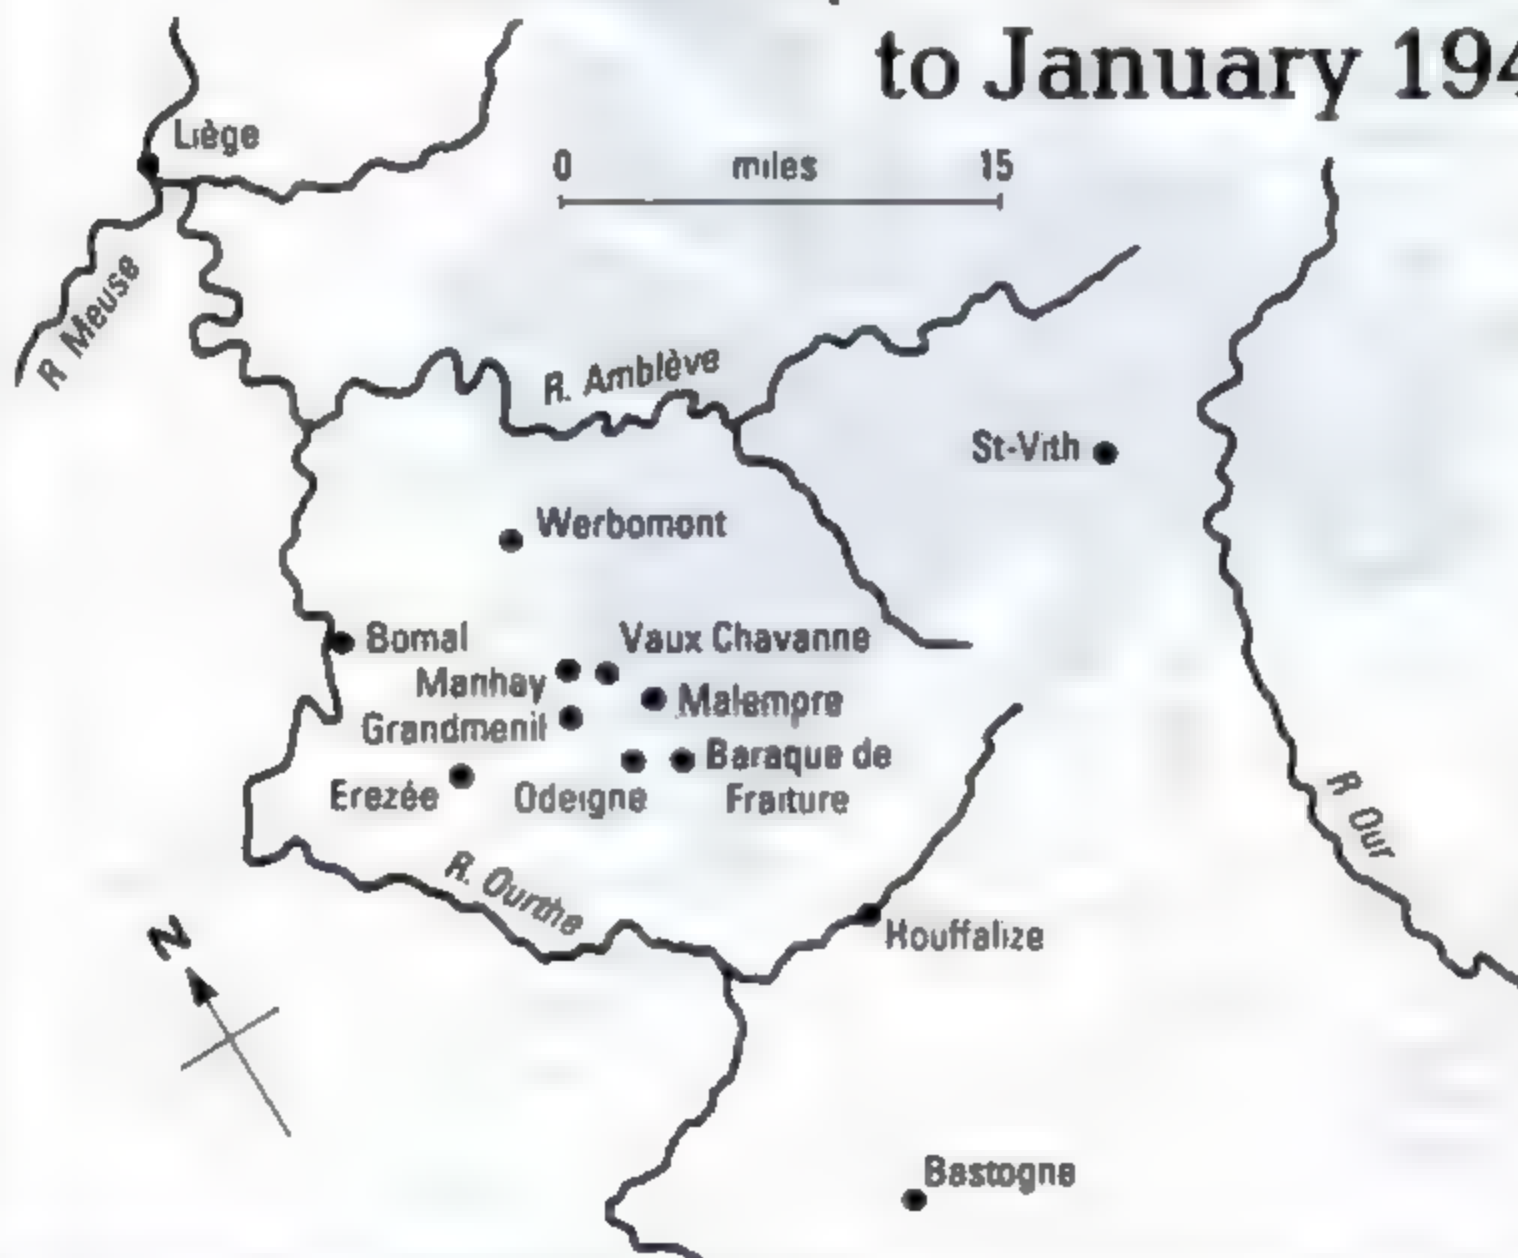 to January 194
Liège
0 miles 15
R Meuse
R. Amblève
St-Vith
Werbomont
Bomal
Vaux Chavanne
Manhay
Malempre
Grandmenil
Baraque de
Fraiture
Erezée
Odeigne
R Our
R. Ourthe
N
Houffalize
Bastogne